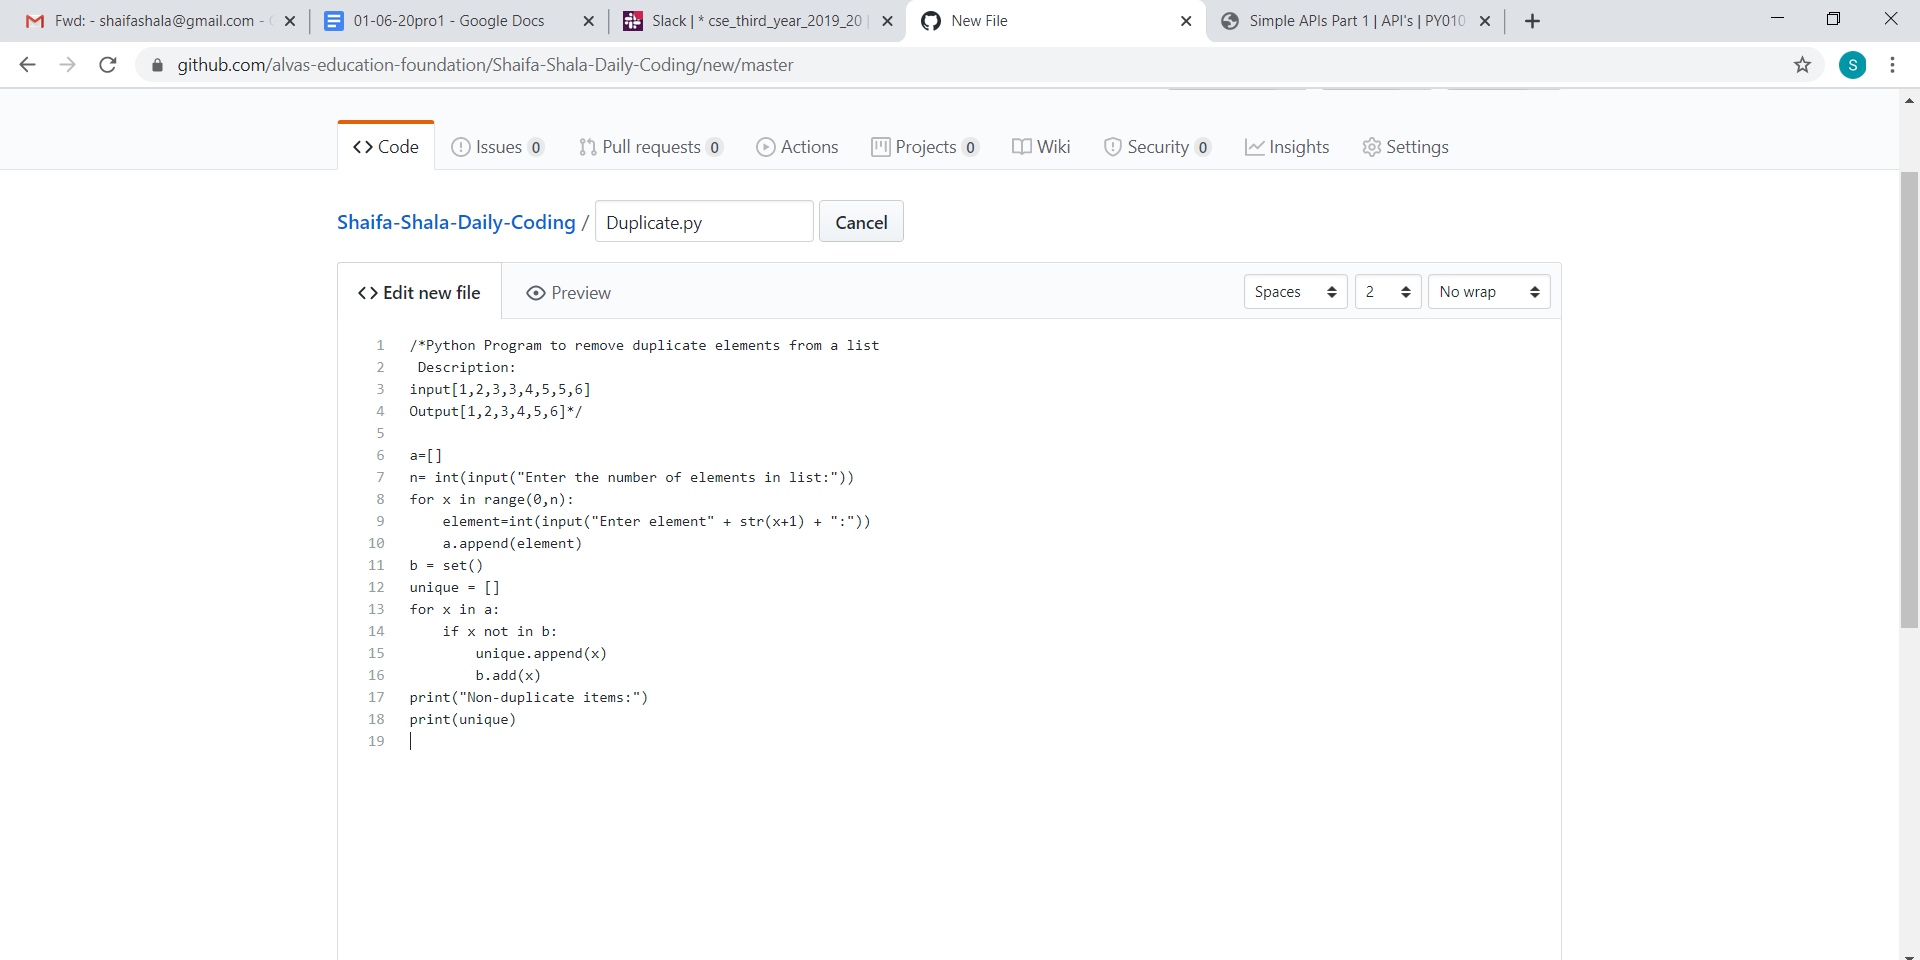 Fwd: - shaifashala@gmail.com -
01-06-20pro1 - Google Docs
Slack | * cse_third_year_2019_20
New File
Simple APIs Part 1 | API's | PY010
github.com/alvas-education-foundation/Shaifa-Shala-Daily-Coding/new/master
S
<> Code
Issues 0
Pull requests 0
Actions
Projects 0
Wiki
Security 0
Insights
Settings
Shaifa-Shala-Daily-Coding / Duplicate.py Cancel
<> Edit new file
Preview
Spaces
2
No wrap
1 /*Python Program to remove duplicate elements from a list
2 Description:
3 input[1,2,3,3,4,5,5,6]
4 Output[1,2,3,4,5,6]*/
5
6 a=[]
7 n= int(input("Enter the number of elements in list:"))
8 for x in range(0,n):
9 element=int(input("Enter element" + str(x+1) + ":"))
10 a.append(element)
11 b = set()
12 unique = []
13 for x in a:
14 if x not in b:
15 unique.append(x)
16 b.add(x)
17 print("Non-duplicate items:")
18 print(unique)
19